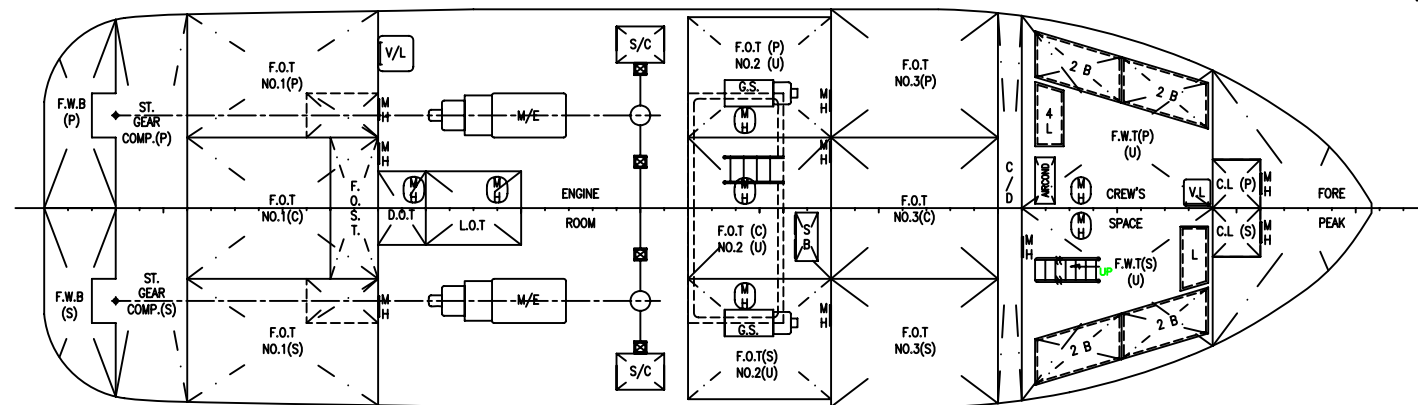 F.W.B
(P)
ST.
GEAR
COMP.(P)
F.O.T
NO.1(P)
V/L
M
H
M/E
S/C
F.O.T (P)
NO.2 (U)
G.S.
M
H
M
H
F.O.T
NO.3(P)
2 B
2 B
4
L
F.W.T(P)
(U)
M
H
M
H
M
H
M
H
M
H
AIRCOND
M
H
V.L
C.L (P)
M
H
F.O.T
NO.1(C)
F.O.S.T.
D.O.T
L.O.T
ENGINE
ROOM
F.O.T (C)
NO.2 (U)
S
B
F.O.T
NO.3(C)
C/D
CREW'S
SPACE
M
H
C.L (S)
M
H
FORE
PEAK
F.W.B
(S)
ST.
GEAR
COMP.(S)
M
H
M/E
M
H
G.S.
M
H
M
H
UP
F.W.T(S)
(U)
L
F.O.T
NO.1(S)
S/C
F.O.T(S)
NO.2(U)
F.O.T
NO.3(S)
2 B
2 B